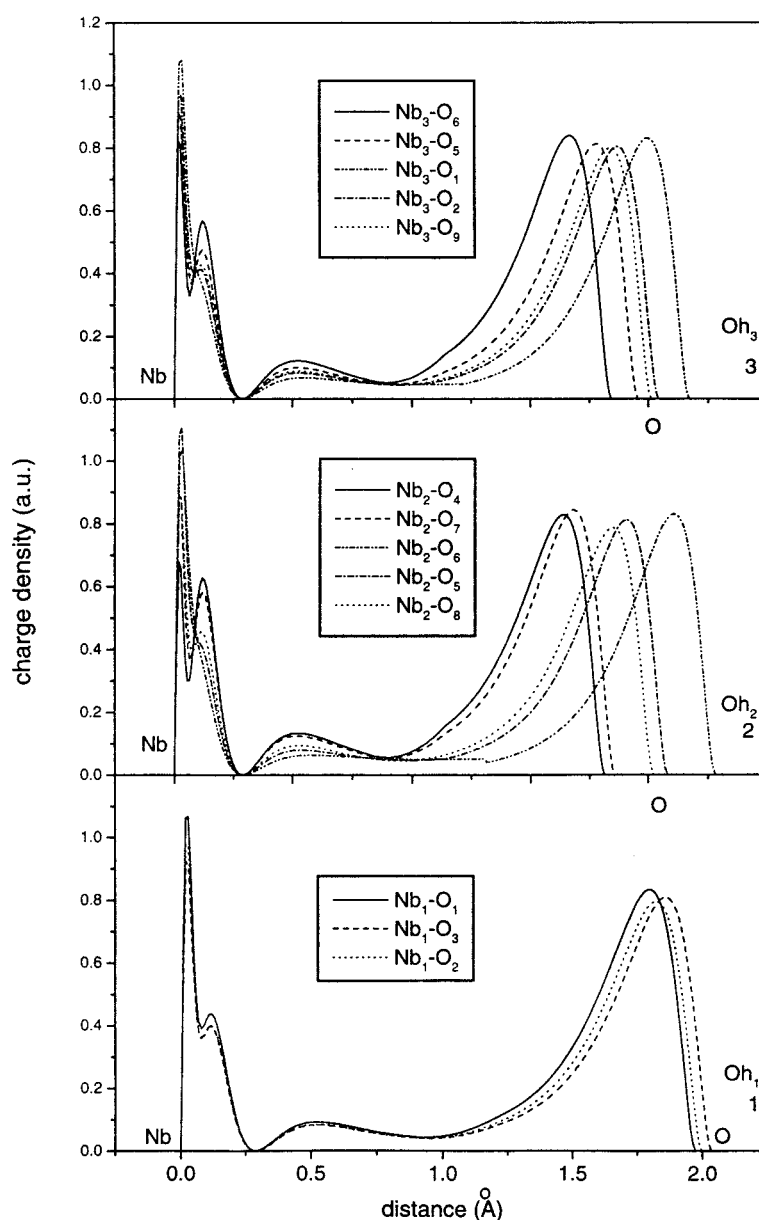 charge density (a.u.)
1.2
1.0
0.8
0.6
0.4
0.2
0.0
Nb₃-O₆
Nb₃-O₅
Nb₃-O₁
Nb₃-O₂
Nb₃-O₉
Nb
Oh₃
3
O
1.0
0.8
0.6
0.4
0.2
0.0
Nb₂-O₄
Nb₂-O₇
Nb₂-O₆
Nb₂-O₅
Nb₂-O₈
Nb
Oh₂
2
O
1.0
0.8
0.6
0.4
0.2
0.0
Nb₁-O₁
Nb₁-O₃
Nb₁-O₂
Nb
Oh₁
1
O
0.0 0.5 1.0 1.5 2.0
distance (Å)